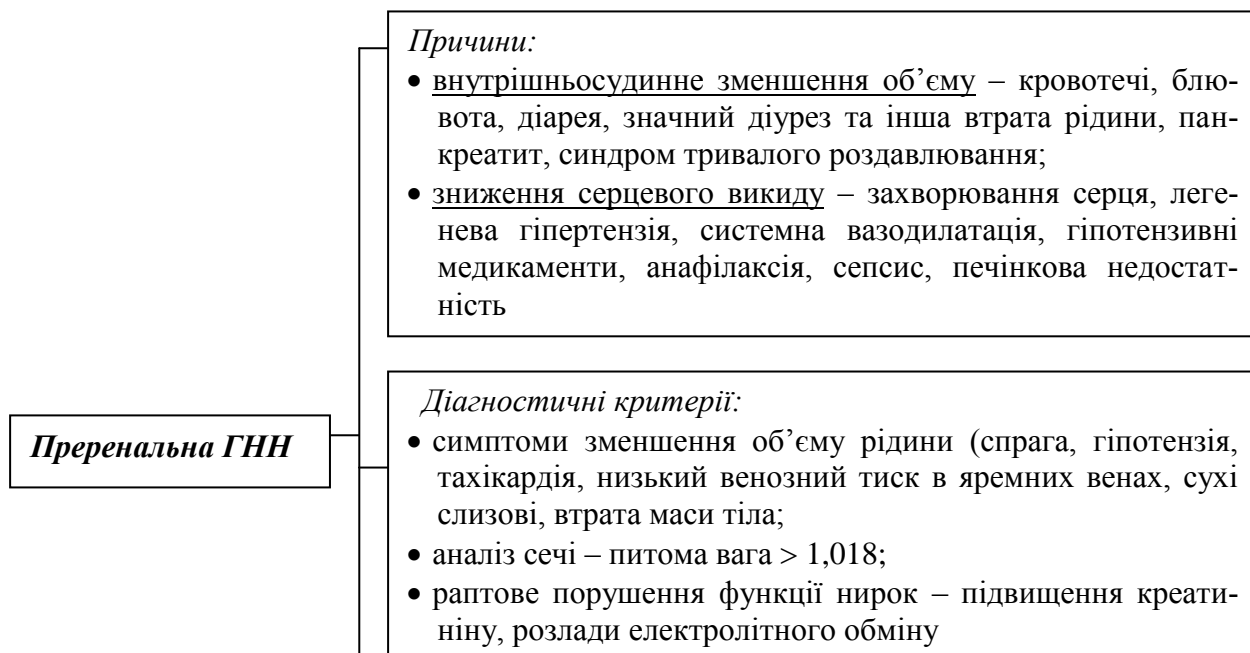 Причини:
• внутрішньосудинне зменшення об’єму – кровотечі, блю-
вота, діарея, значний діурез та інша втрата рідини, пан-
креатит, синдром тривалого роздавлювання;
• зниження серцевого викиду – захворювання серця, леге-
нева гіпертензія, системна вазодилатація, гіпотензивні
медикаменти, анафілаксія, сепсис, печінкова недостат-
ність
Преренальна ГНН
Діагностичні критерії:
• симптоми зменшення об’єму рідини (спрага, гіпотензія,
тахікардія, низький венозний тиск в яремних венах, сухі
слизові, втрата маси тіла;
• аналіз сечі – питома вага > 1,018;
• раптове порушення функції нирок – підвищення креати-
ніну, розлади електролітного обміну